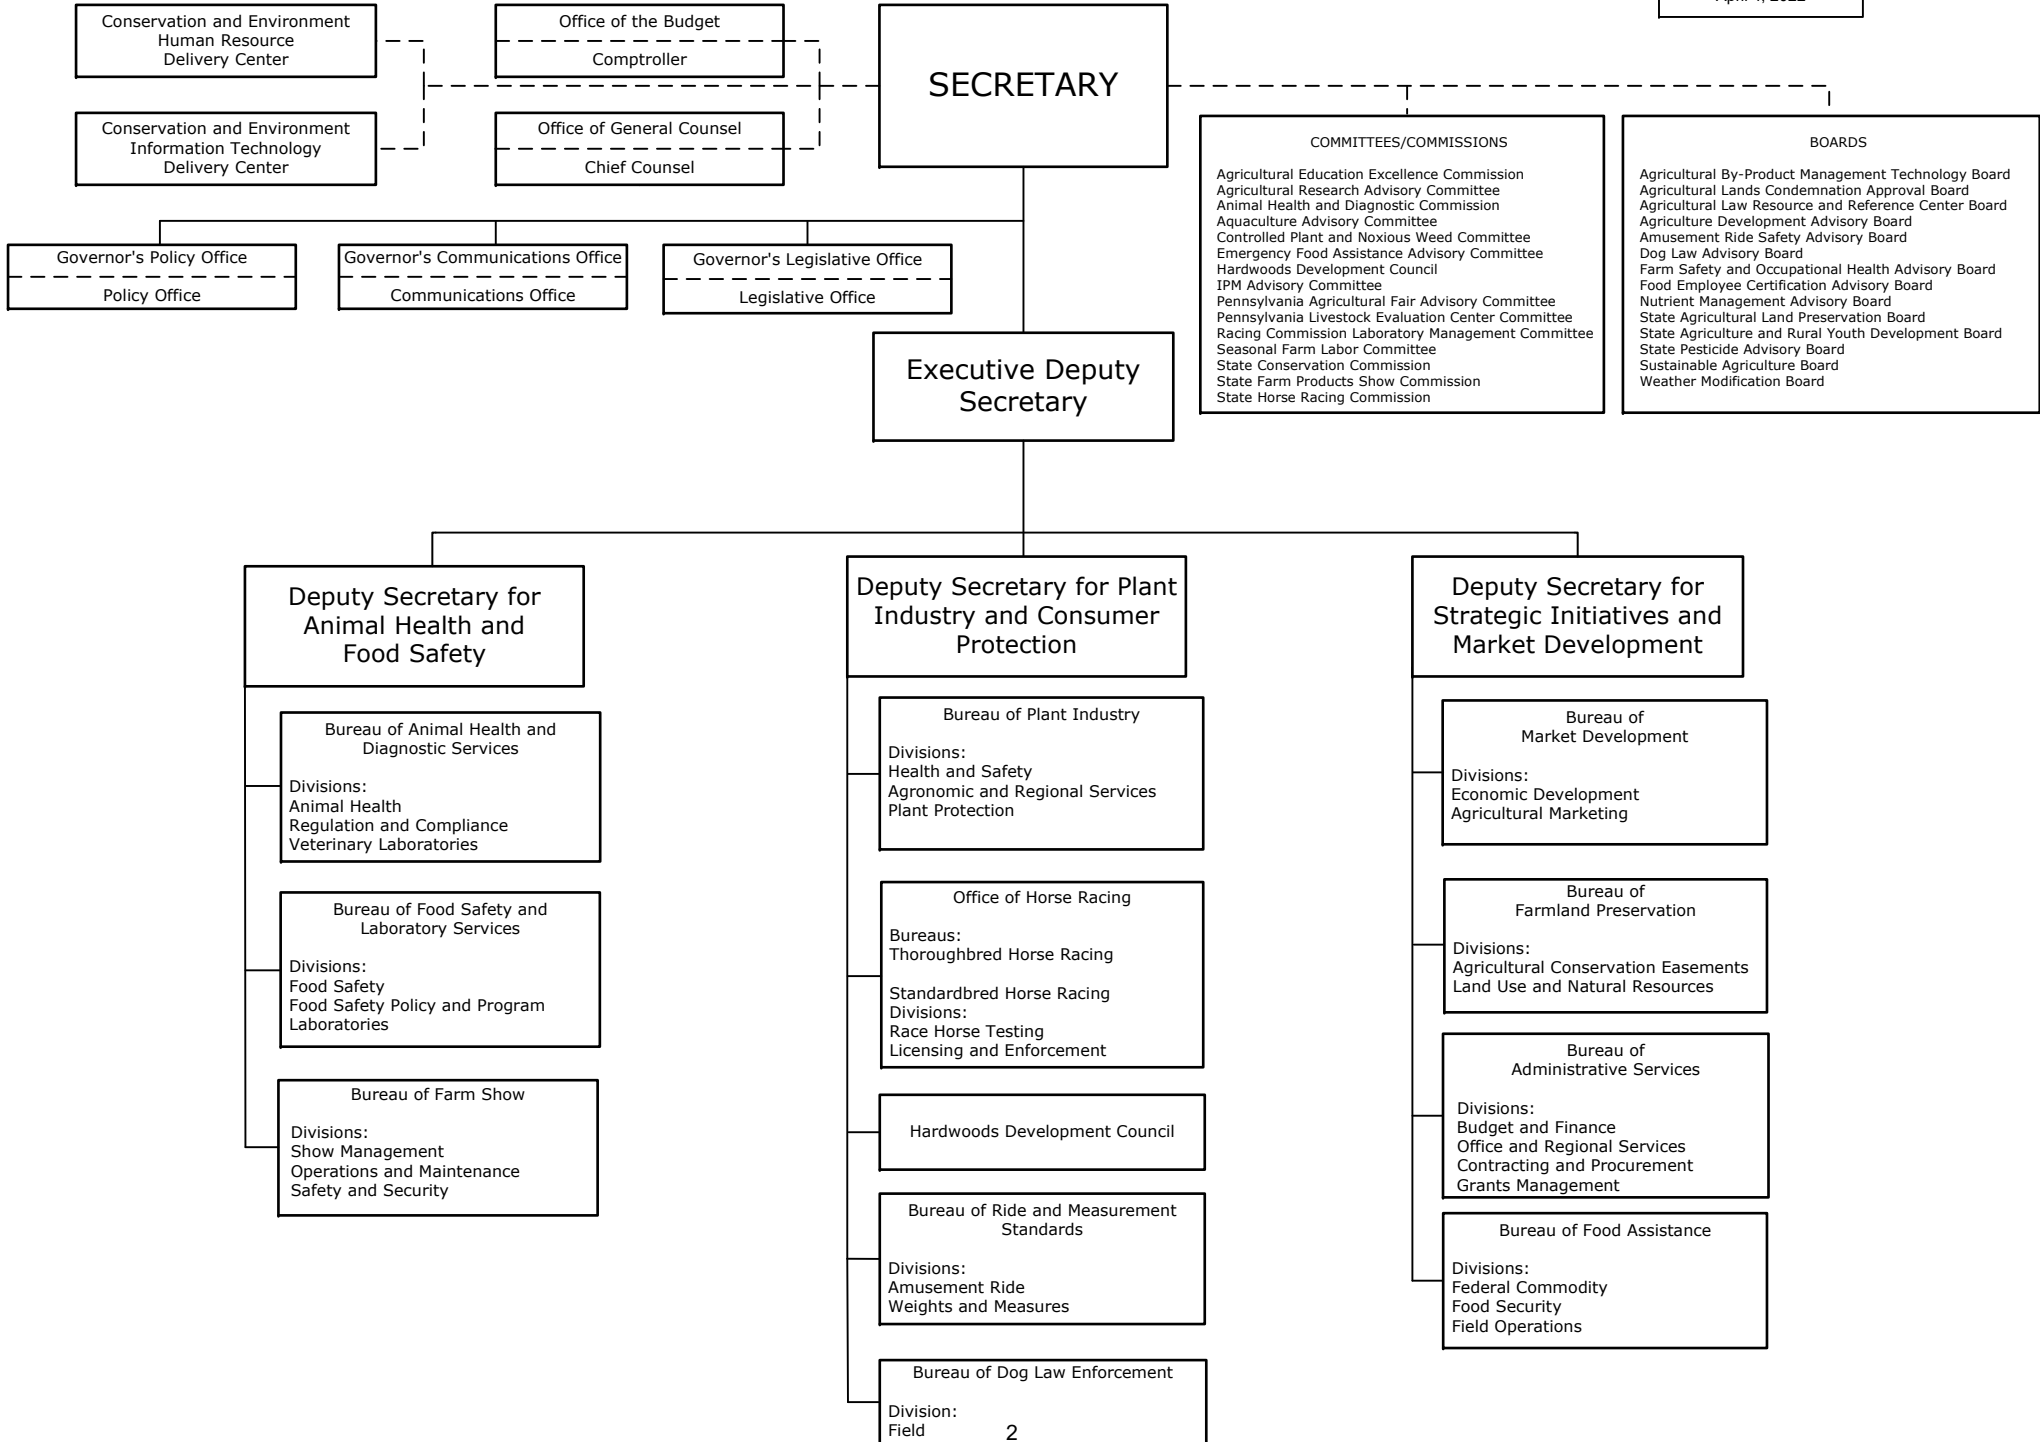 April 4, 2022
Conservation and Environment
Human Resource
Delivery Center
Office of the Budget
Comptroller
SECRETARY
Conservation and Environment
Information Technology
Delivery Center
Office of General Counsel
Chief Counsel
COMMITTEES/COMMISSIONS
Agricultural Education Excellence Commission
Agricultural Research Advisory Committee
Animal Health and Diagnostic Commission
Aquaculture Advisory Committee
Controlled Plant and Noxious Weed Committee
Emergency Food Assistance Advisory Committee
Hardwoods Development Council
IPM Advisory Committee
Pennsylvania Agricultural Fair Advisory Committee
Pennsylvania Livestock Evaluation Center Committee
Racing Commission Laboratory Management Committee
Seasonal Farm Labor Committee
State Conservation Commission
State Farm Products Show Commission
State Horse Racing Commission
BOARDS
Agricultural By-Product Management Technology Board
Agricultural Lands Condemnation Approval Board
Agricultural Law Resource and Reference Center Board
Agriculture Development Advisory Board
Amusement Ride Safety Advisory Board
Dog Law Advisory Board
Farm Safety and Occupational Health Advisory Board
Food Employee Certification Advisory Board
Nutrient Management Advisory Board
State Agricultural Land Preservation Board
State Agriculture and Rural Youth Development Board
State Pesticide Advisory Board
Sustainable Agriculture Board
Weather Modification Board
Governor's Policy Office
Policy Office
Governor's Communications Office
Communications Office
Governor's Legislative Office
Legislative Office
Executive Deputy
Secretary
Deputy Secretary for
Animal Health and
Food Safety
Bureau of Animal Health and
Diagnostic Services
Divisions:
Animal Health
Regulation and Compliance
Veterinary Laboratories
Bureau of Food Safety and
Laboratory Services
Divisions:
Food Safety
Food Safety Policy and Program
Laboratories
Bureau of Farm Show
Divisions:
Show Management
Operations and Maintenance
Safety and Security
Deputy Secretary for Plant
Industry and Consumer
Protection
Bureau of Plant Industry
Divisions:
Health and Safety
Agronomic and Regional Services
Plant Protection
Office of Horse Racing
Bureaus:
Thoroughbred Horse Racing
Standardbred Horse Racing
Divisions:
Race Horse Testing
Licensing and Enforcement
Hardwoods Development Council
Bureau of Ride and Measurement
Standards
Divisions:
Amusement Ride
Weights and Measures
Bureau of Dog Law Enforcement
Division:
Field
Deputy Secretary for
Strategic Initiatives and
Market Development
Bureau of
Market Development
Divisions:
Economic Development
Agricultural Marketing
Bureau of
Farmland Preservation
Divisions:
Agricultural Conservation Easements
Land Use and Natural Resources
Bureau of
Administrative Services
Divisions:
Budget and Finance
Office and Regional Services
Contracting and Procurement
Grants Management
Bureau of Food Assistance
Divisions:
Federal Commodity
Food Security
Field Operations
2